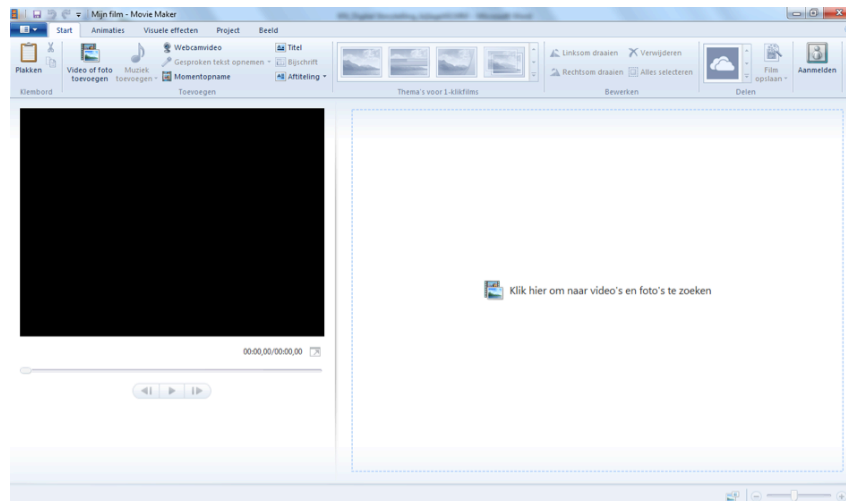 Mijn film - Movie Maker
Start Animaties Visuele effecten Project Beeld
Plakken
Klembord
Video of foto toevoegen
Muziek toevoegen
Webcamvideo
Gesproken tekst opnemen
Momentopname
Titel
Bijschrift
Aftiteling
Toevoegen
Thema's voor 1-klikfilms
Linksom draaien
Rechtsom draaien
Verwijderen
Alles selecteren
Bewerken
Film opslaan
Delen
Aanmelden
00:00,00/00:00,00
Klik hier om naar video's en foto's te zoeken